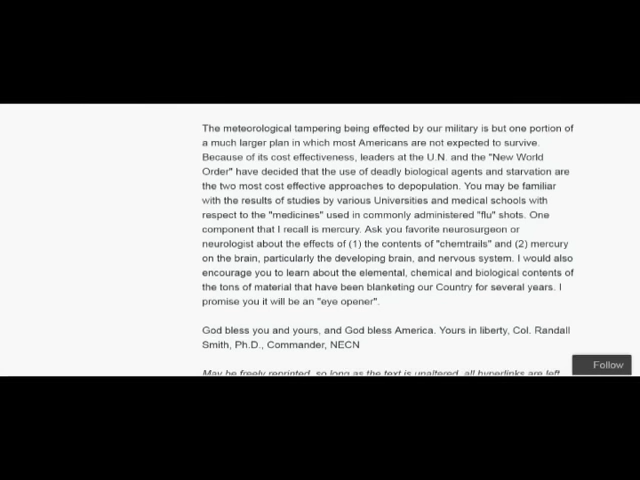 The meteorological tampering being effected by our military is but one portion of
a much larger plan in which most Americans are not expected to survive.
Because of its cost effectiveness, leaders at the U.N. and the "New World
Order" have decided that the use of deadly biological agents and starvation are
the two most cost effective approaches to depopulation. You may be familiar
with the results of studies by various Universities and medical schools with
respect to the "medicines" used in commonly administered "flu" shots. One
component that I recall is mercury. Ask you favorite neurosurgeon or
neurologist about the effects of (1) the contents of "chemtrails" and (2) mercury
on the brain, particularly the developing brain, and nervous system. I would also
encourage you to learn about the elemental, chemical and biological contents of
the tons of material that have been blanketing our Country for several years. I
promise you it will be an "eye opener".
God bless you and yours, and God bless America. Yours in liberty, Col. Randall
Smith, Ph.D., Commander, NECN
May be freely reprinted, so long as the text is unaltered, all hyperlinks are left
Follow